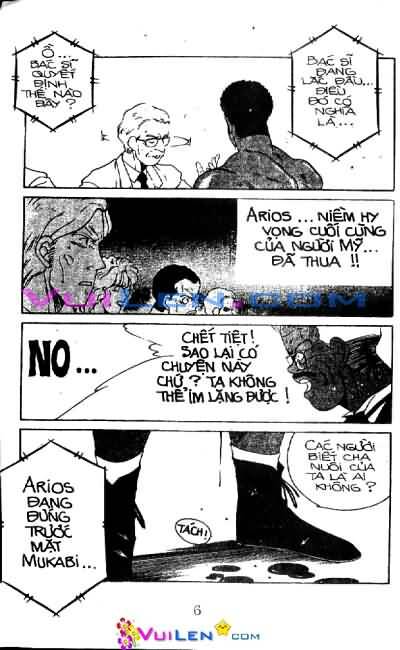 Ồ...
BÁC SĨ
QUYẾT
ĐỊNH
THẾ NÀO
ĐÂY ?
BÁC SĨ
ĐANG
LẮC ĐẦU...
ĐIỀU
ĐÓ CÓ
NGHĨA
LÀ...
ARIOS ... NIỀM HY
VỌNG CUỐI CÙNG
CỦA NGƯỜI MỸ...
ĐÃ THUA !!
VUILEN.COM
NO ...
CHẾT TIỆT !
SAO LẠI CÓ
CHUYỆN NÀY
CHỨ ? TA KHÔNG
THỂ IM LẶNG ĐƯỢC !
CÁC NGƯỜI
BIẾT CHA
NUÔI CỦA
TA LÀ AI
KHÔNG ?
ARIOS
ĐANG
ĐỨNG
TRƯỚC
MẶT
MUKABI...
TÁCH !
6
VUILEN
.COM